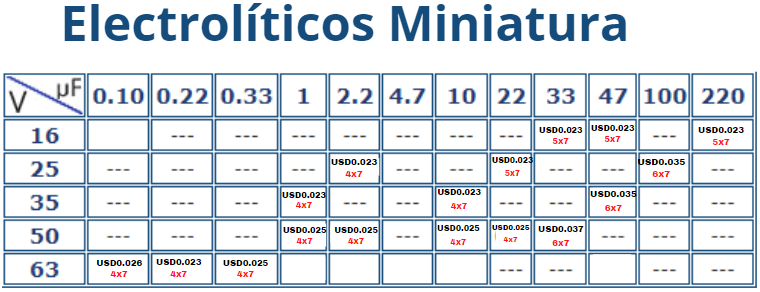 Electrolíticos Miniatura
V µF 0.10 0.22 0.33 1 2.2 4.7 10 22 33 47 100 220
16 --- --- --- --- --- --- --- USD0.023 USD0.023 --- USD0.023
5x7 5x7 5x7
25 --- --- --- --- USD0.023 --- --- USD0.023 --- --- USD0.035 ---
4x7 5x7 6x7
35 --- --- --- USD0.023 --- --- USD0.023 --- --- USD0.035 --- ---
4x7 4x7 6x7
50 --- --- --- USD0.025 USD0.025 --- USD0.025 USD0.025 USD0.037 --- --- ---
4x7 4x7 4x7 4x7 6x7
63 USD0.026 USD0.023 USD0.025 --- --- --- ---
4x7 4x7 4x7